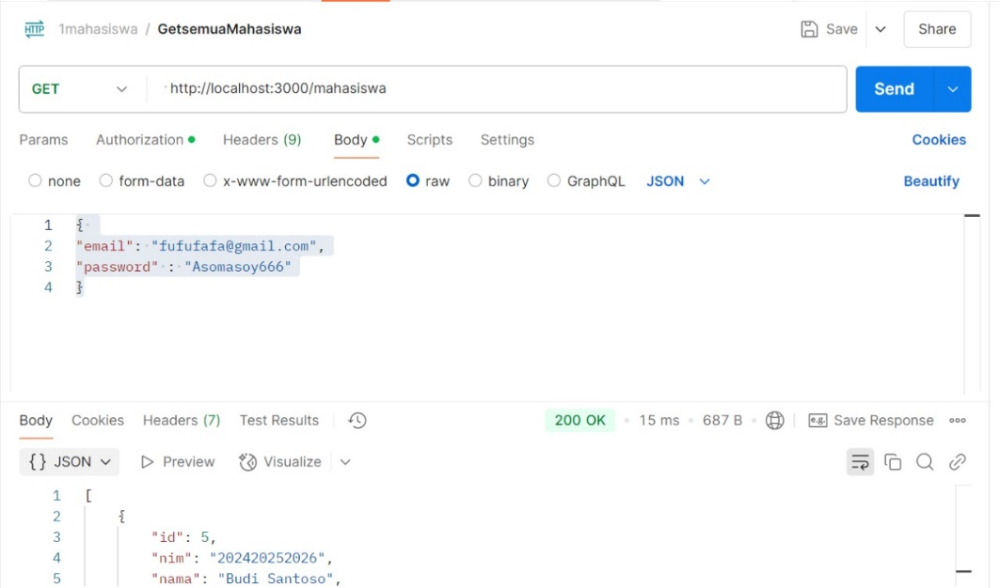 HTTP 1mahasiswa / GetsemuaMahasiswa Save Share
GET http://localhost:3000/mahasiswa Send
Params Authorization Headers (9) Body Scripts Settings Cookies
none form-data x-www-form-urlencoded raw binary GraphQL JSON Beautify
1 {
2 "email": "fufufafa@gmail.com",
3 "password" : "Asomasoy666"
4 }
Body Cookies Headers (7) Test Results 200 OK 15 ms 687 B e.g. Save Response
{} JSON Preview Visualize
1 [
2 {
3 "id": 5,
4 "nim": "202420252026",
5 "nama": "Budi Santoso",